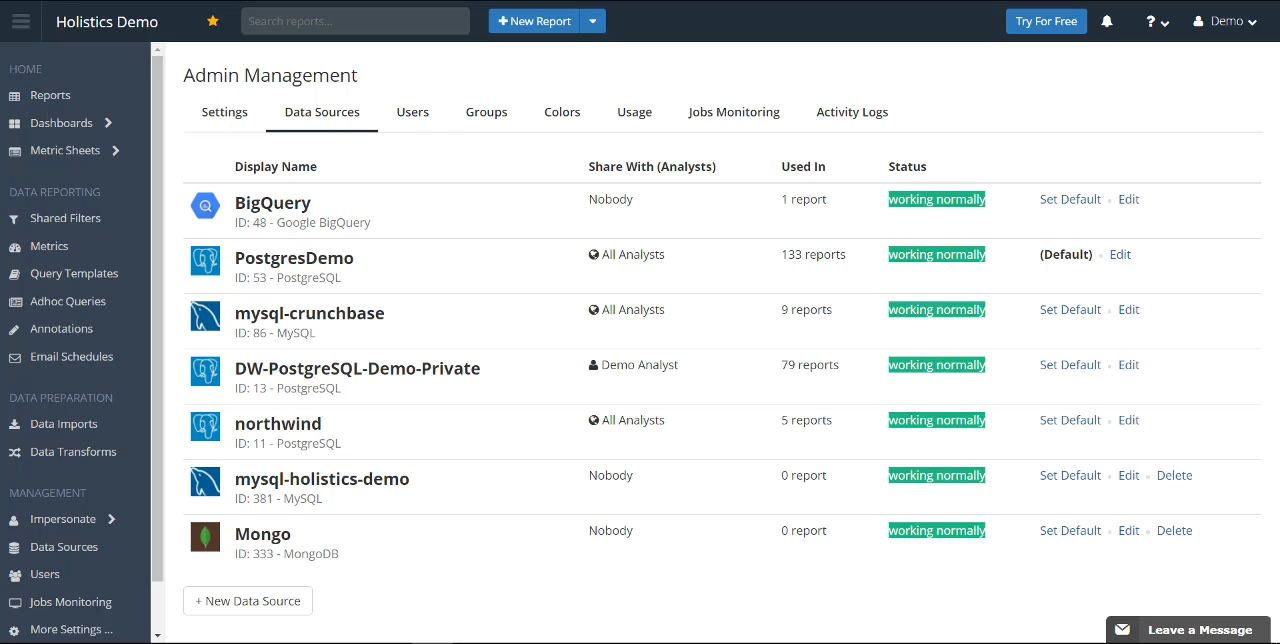 Holistics Demo
Search reports...
+ New Report
Try For Free
?
Demo
HOME
Reports
Dashboards
Metric Sheets
DATA REPORTING
Shared Filters
Metrics
Query Templates
Adhoc Queries
Annotations
Email Schedules
DATA PREPARATION
Data Imports
Data Transforms
MANAGEMENT
Impersonate
Data Sources
Users
Jobs Monitoring
More Settings ...
Admin Management
Settings Data Sources Users Groups Colors Usage Jobs Monitoring Activity Logs
Display Name Share With (Analysts) Used In Status
BigQuery Nobody 1 report working normally Set Default Edit
ID: 48 - Google BigQuery
PostgresDemo All Analysts 133 reports working normally (Default) Edit
ID: 53 - PostgreSQL
mysql-crunchbase All Analysts 9 reports working normally Set Default Edit
ID: 86 - MySQL
DW-PostgreSQL-Demo-Private Demo Analyst 79 reports working normally Set Default Edit
ID: 13 - PostgreSQL
northwind All Analysts 5 reports working normally Set Default Edit
ID: 11 - PostgreSQL
mysql-holistics-demo Nobody 0 report working normally Set Default Edit Delete
ID: 381 - MySQL
Mongo Nobody 0 report working normally Set Default Edit Delete
ID: 333 - MongoDB
+ New Data Source
Leave a Message